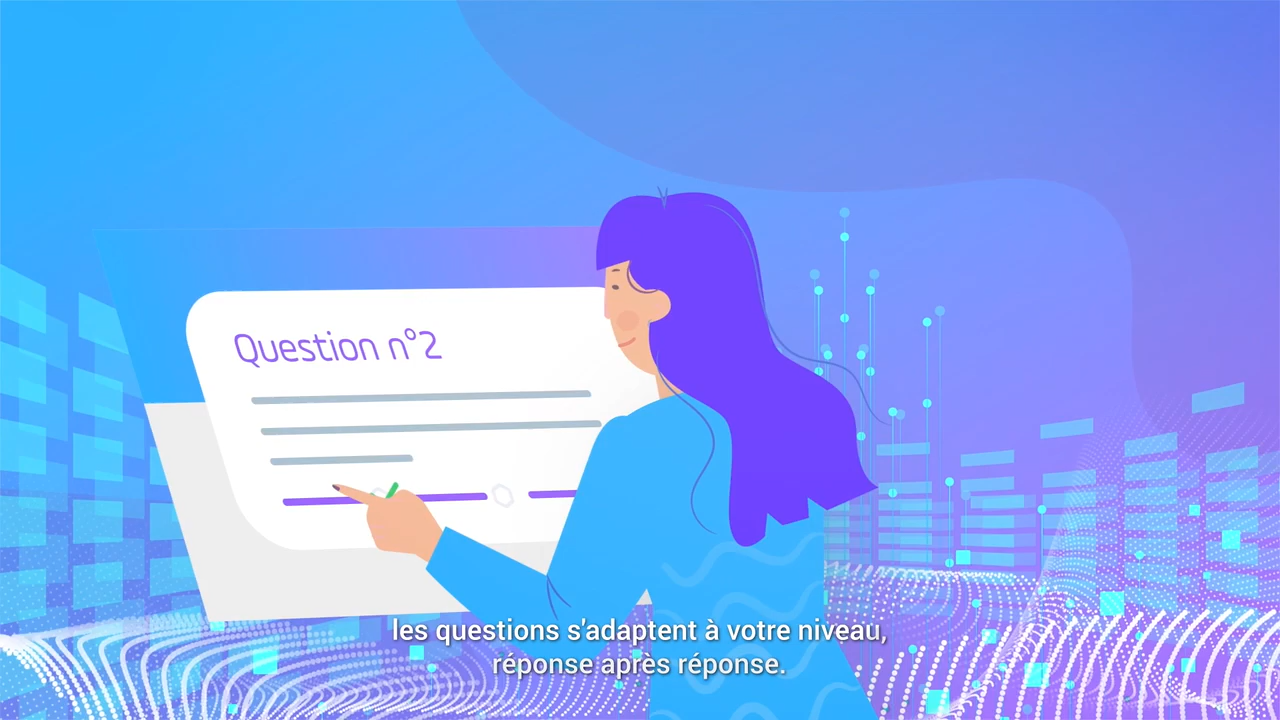 Question n°2
les questions s'adaptent à votre niveau,
réponse après réponse.